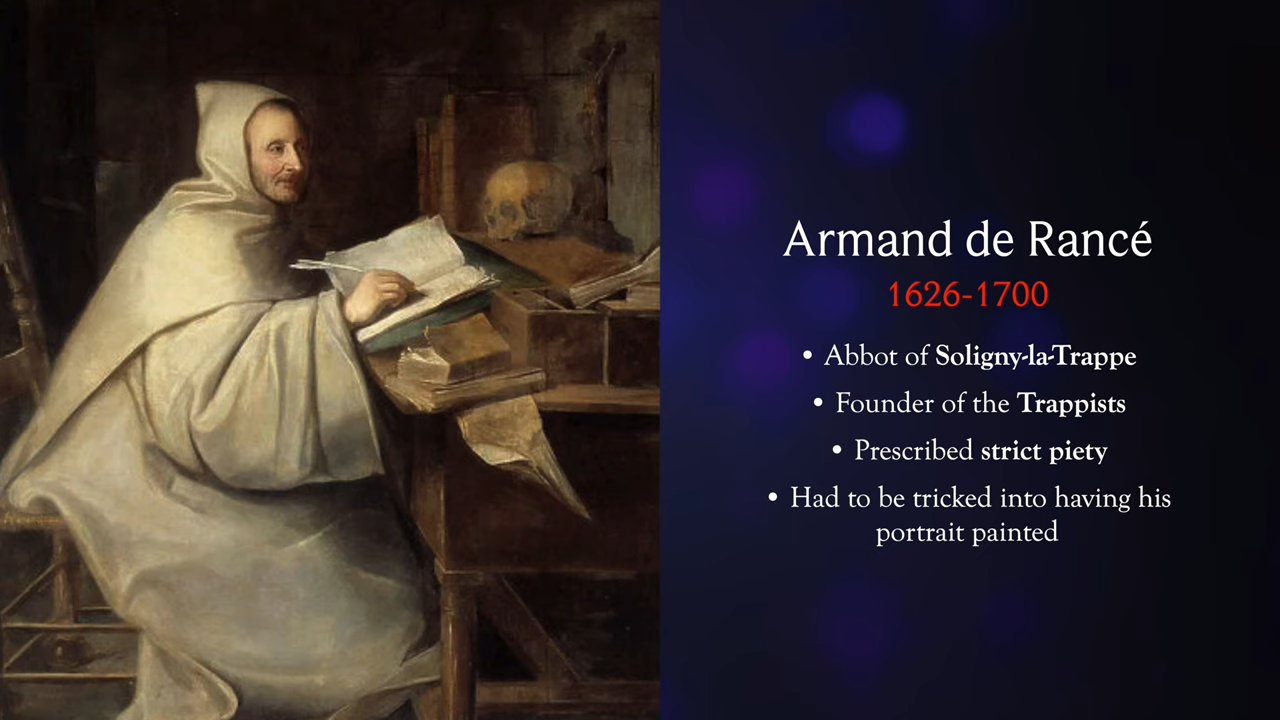 Armand de Rancé
1626-1700
• Abbot of Soligny-la-Trappe
• Founder of the Trappists
• Prescribed strict piety
• Had to be tricked into having his
portrait painted